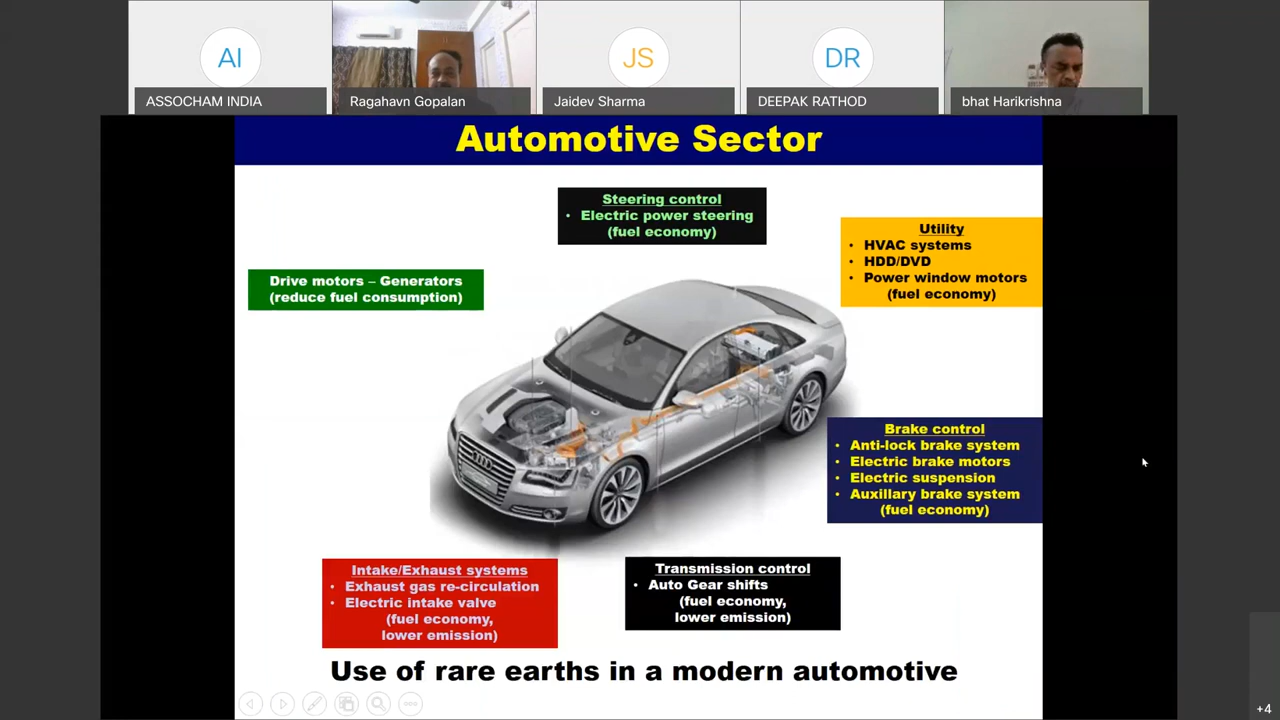 AI
ASSOCHAM INDIA
Ragahavn Gopalan
JS
Jaidev Sharma
DR
DEEPAK RATHOD
bhat Harikrishna
Automotive Sector
Steering control
• Electric power steering
(fuel economy)
Utility
• HVAC systems
• HDD/DVD
• Power window motors
(fuel economy)
Drive motors – Generators
(reduce fuel consumption)
Brake control
• Anti-lock brake system
• Electric brake motors
• Electric suspension
• Auxillary brake system
(fuel economy)
Intake/Exhaust systems
• Exhaust gas re-circulation
• Electric intake valve
(fuel economy,
lower emission)
Transmission control
• Auto Gear shifts
(fuel economy,
lower emission)
Use of rare earths in a modern automotive
+4